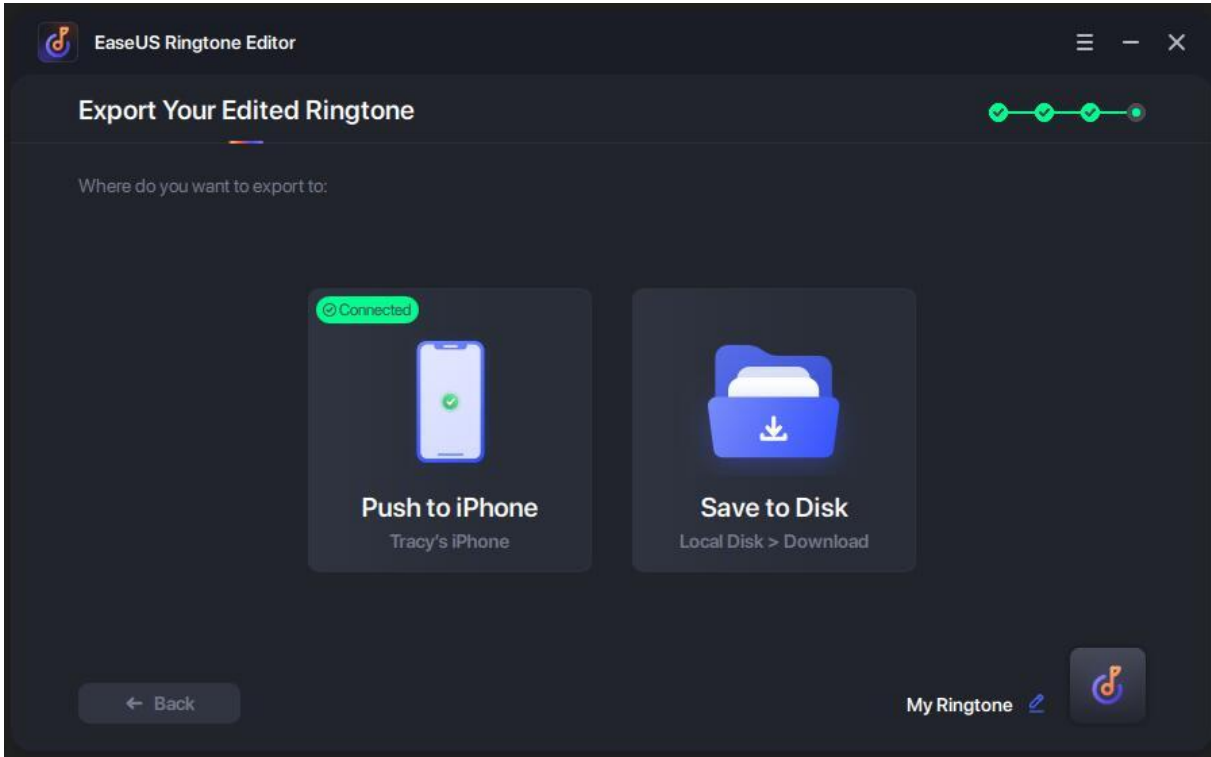 EaseUS Ringtone Editor
Export Your Edited Ringtone
Where do you want to export to:
Connected
Push to iPhone
Tracy's iPhone
Save to Disk
Local Disk > Download
← Back
My Ringtone